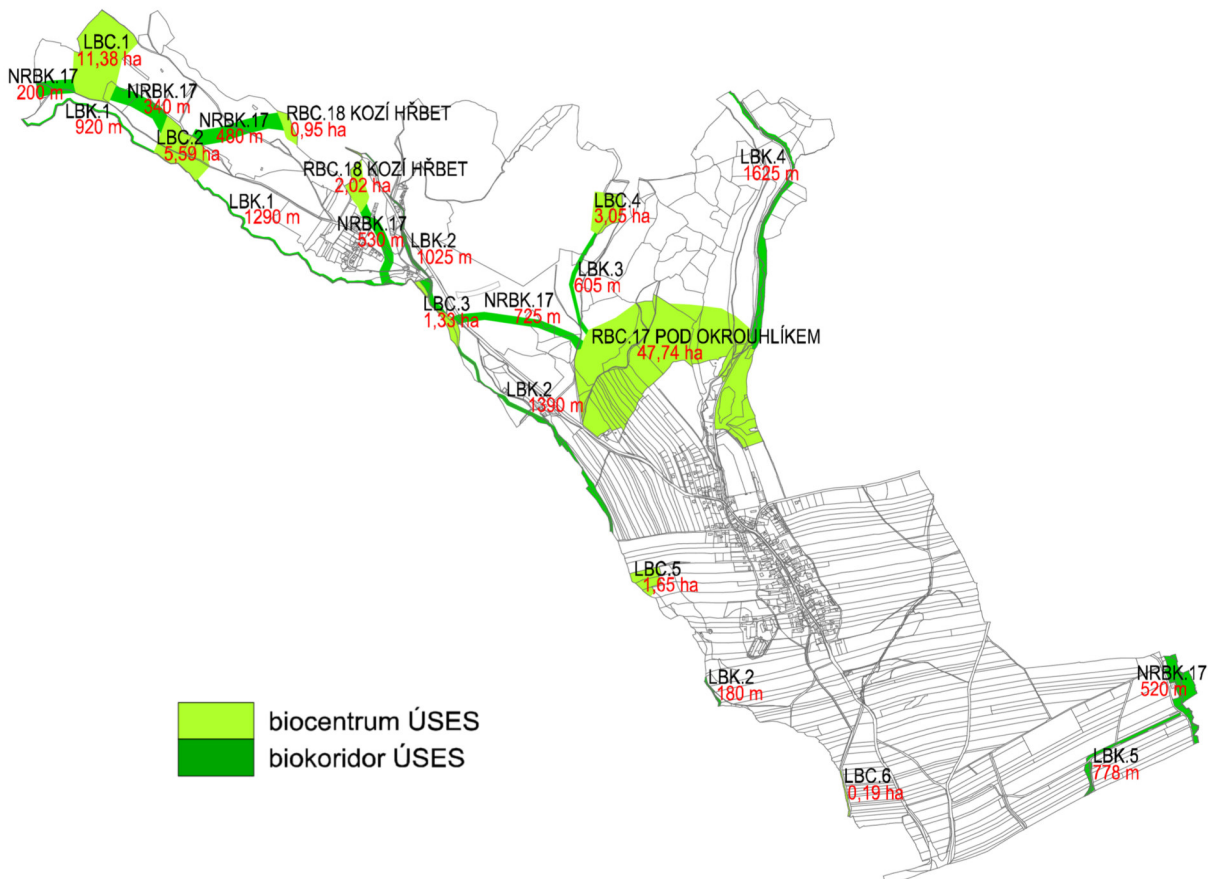 LBC.1
11,38 ha
NRBK.17
200 m
NRBK.17
340 m
LBK.1
920 m
NRBK.17
480 m
RBC.18 KOZÍ HŘBET
0,95 ha
LBC.2
5,59 ha
RBC.18 KOZÍ HŘBET
2,02 ha
LBK.1
1290 m
NRBK.17
530 m
LBK.2
1025 m
LBC.4
3,05 ha
LBK.4
1625 m
LBK.3
605 m
LBC.3
1,33 ha
NRBK.17
725 m
RBC.17 POD OKROUHLÍKEM
47,74 ha
LBK.2
1390 m
LBC.5
1,65 ha
LBK.2
180 m
NRBK.17
520 m
LBK.5
778 m
LBC.6
0,19 ha
biocentrum ÚSES
biokoridor ÚSES